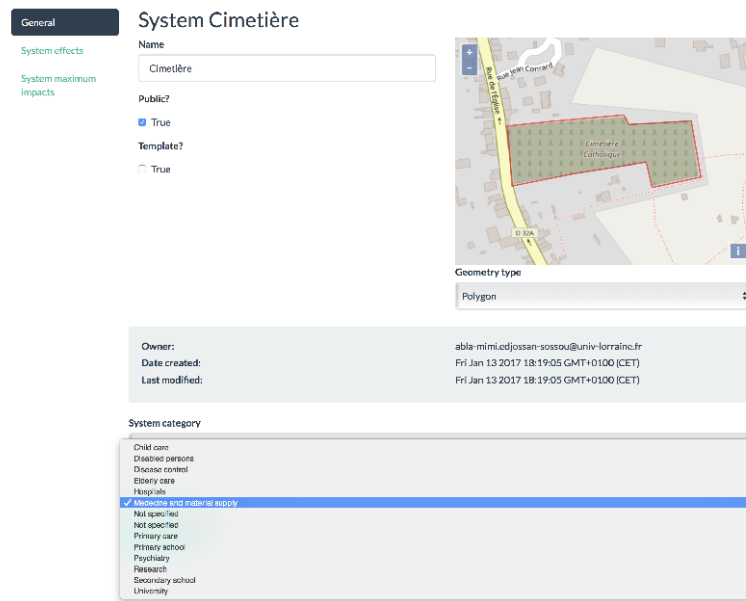 General
System effects
System maximum
impacts
System Cimetière
Name
Cimetière
Public?
True
Template?
True
+
−
Rue Jean Conrard
Rue de l'Église
Cimetière
Catholique
D 32A
i
Geometry type
Polygon
Owner:
abla-mimi.edjossan-sossou@univ-lorraine.fr
Date created:
Fri Jan 13 2017 18:19:05 GMT+0100 (CET)
Last modified:
Fri Jan 13 2017 18:19:05 GMT+0100 (CET)
System category
Child care
Disabled persons
Disease control
Elderly care
Hospitals
✓ Medecine and material supply
Not specified
Not specified
Primary care
Primary school
Psychiatry
Research
Secondary school
University